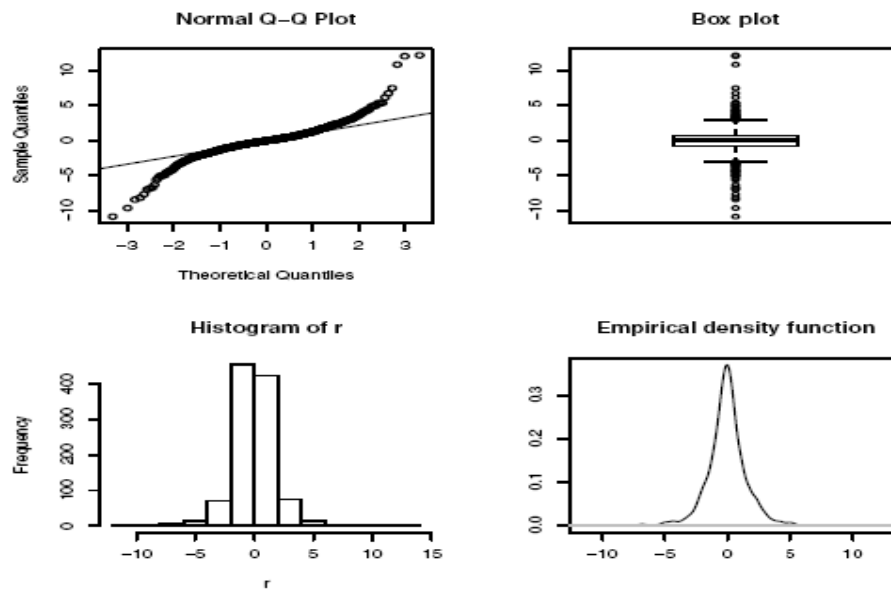 Normal Q-Q Plot
Sample Quantiles
10
5
0
-5
-10
-3 -2 -1 0 1 2 3
Theoretical Quantiles
Box plot
10
5
0
-5
-10
Histogram of r
Frequency
400
300
200
100
0
-10 -5 0 5 10 15
r
Empirical density function
0.3
0.2
0.1
0.0
-10 -5 0 5 10